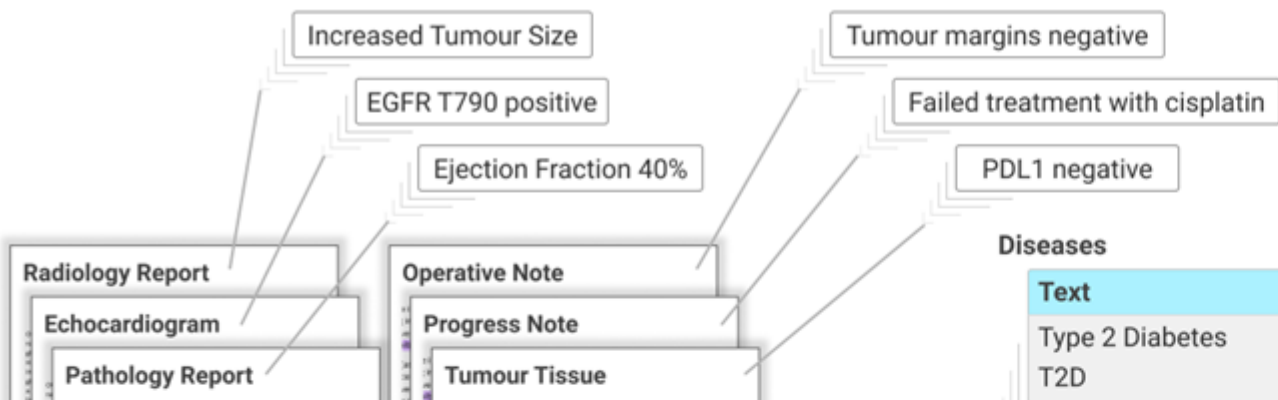 Increased Tumour Size
EGFR T790 positive
Ejection Fraction 40%
Tumour margins negative
Failed treatment with cisplatin
PDL1 negative
Radiology Report
Echocardiogram
Pathology Report
Operative Note
Progress Note
Tumour Tissue
Diseases
Text
Type 2 Diabetes
T2D